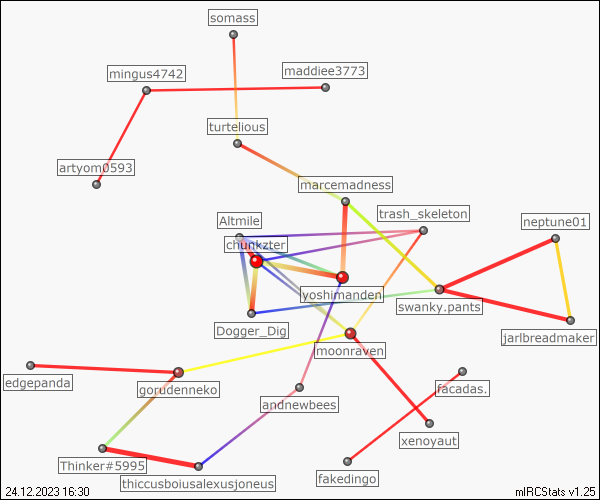 somass
mingus4742
maddiee3773
turtelious
artyom0593
marcemadness
trash_skeleton
Altmile
neptune01
chunkzter
yoshimanden
swanky.pants
Dogger_Dig
jarlbreadmaker
moonraven
edgepanda
gorudenneko
facadas.
andnewbees
xenoyaut
Thinker#5995
fakedingo
thiccusboiusalexusjoneus
24.12.2023 16:30
mIRCStats v1.25